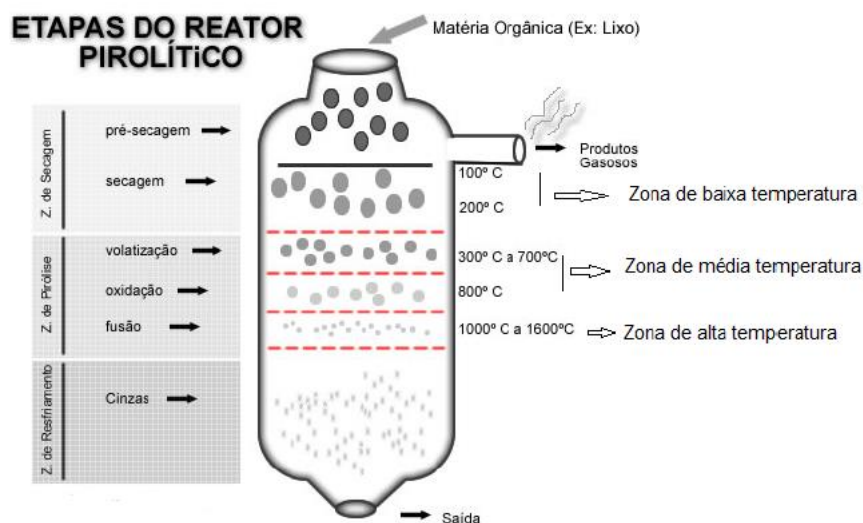 ETAPAS DO REATOR
PIROLÍTiCO
Matéria Orgânica (Ex: Lixo)
Z. de Secagem
pré-secagem
secagem
Produtos
Gasosos
100º C
200ºC
Zona de baixa temperatura
Z. de Pirólise
volatização
oxidação
fusão
300º C a 700ºC
800º C
Zona de média temperatura
1000º C a 1600ºC
Zona de alta temperatura
Z. de Resfriamento
Cinzas
Saída